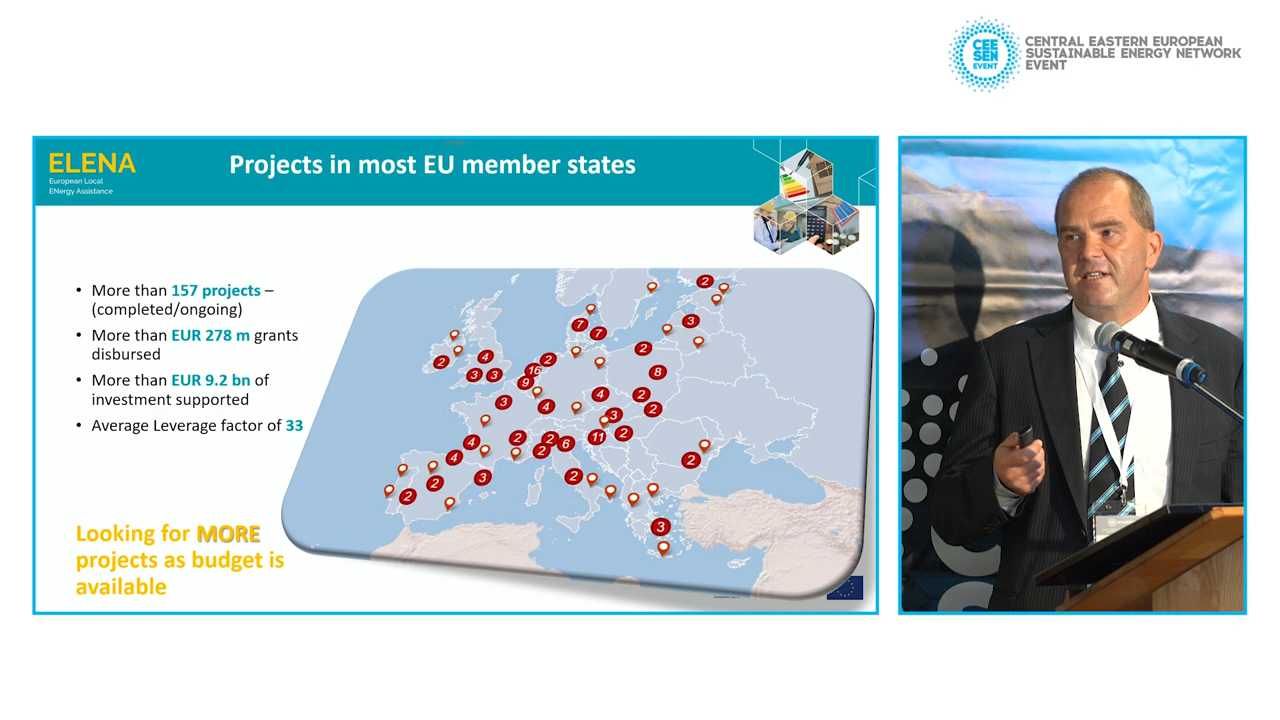 CEE
SEN
EVENT
CENTRAL EASTERN EUROPEAN
SUSTAINABLE ENERGY NETWORK
EVENT
ELENA
European Local
ENergy Assistance
Projects in most EU member states
• More than 157 projects –
(completed/ongoing)
• More than EUR 278 m grants
disbursed
• More than EUR 9.2 bn of
investment supported
• Average Leverage factor of 33
Looking for MORE
projects as budget is
available
2
3
7
7
2
2
4
2
16
8
3
3
9
4
2
3
4
3
2
4
2
2
6
11
2
4
2
2
3
2
2
2
3